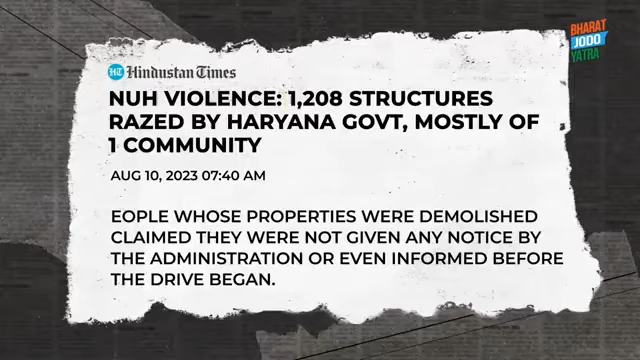 BHARAT
JODO
YATRA
HT Hindustan Times
NUH VIOLENCE: 1,208 STRUCTURES
RAZED BY HARYANA GOVT, MOSTLY OF
1 COMMUNITY
AUG 10, 2023 07:40 AM
EOPLE WHOSE PROPERTIES WERE DEMOLISHED
CLAIMED THEY WERE NOT GIVEN ANY NOTICE BY
THE ADMINISTRATION OR EVEN INFORMED BEFORE
THE DRIVE BEGAN.